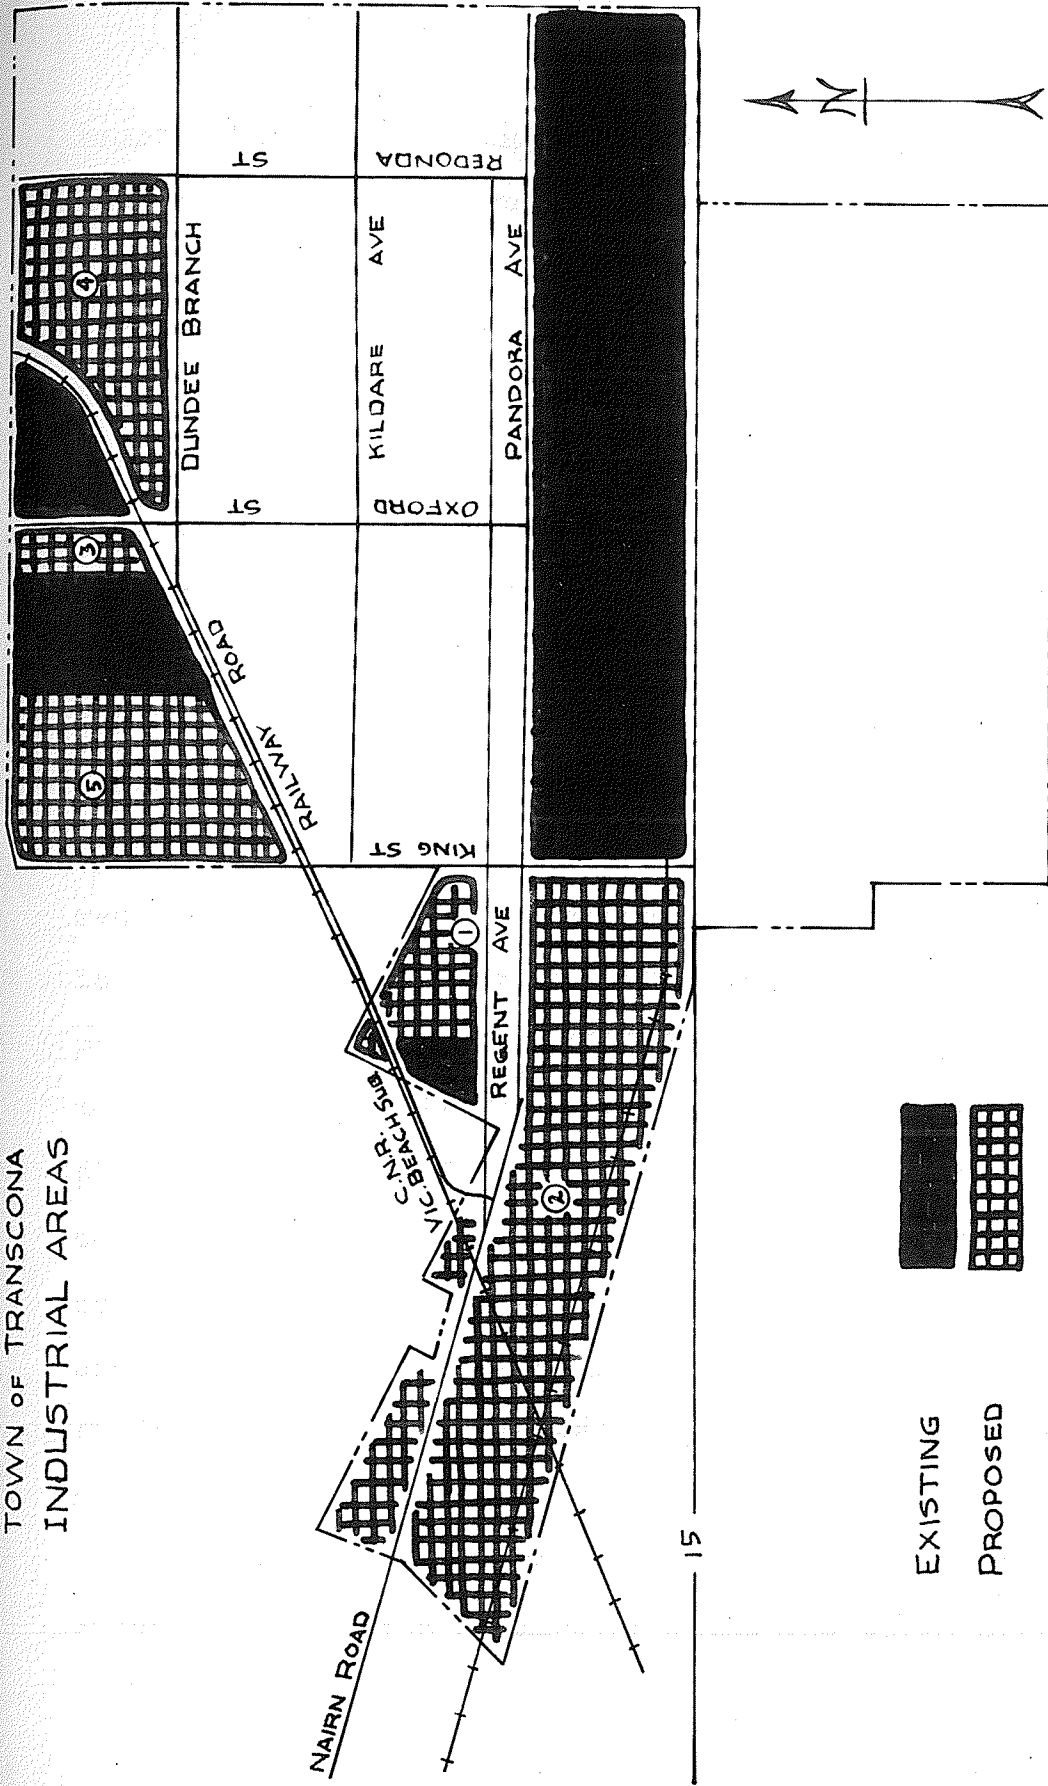 TOWN OF TRANSCONA
INDUSTRIAL AREAS
N
NAIRN ROAD
C.N.R.
VIC. BEACH SUB.
RAILWAY ROAD
DUNDEE BRANCH
KILDARE AVE
PANDORA AVE
REGENT AVE
KING ST
OXFORD ST
REDONDA ST
1
2
3
4
5
15
EXISTING
PROPOSED